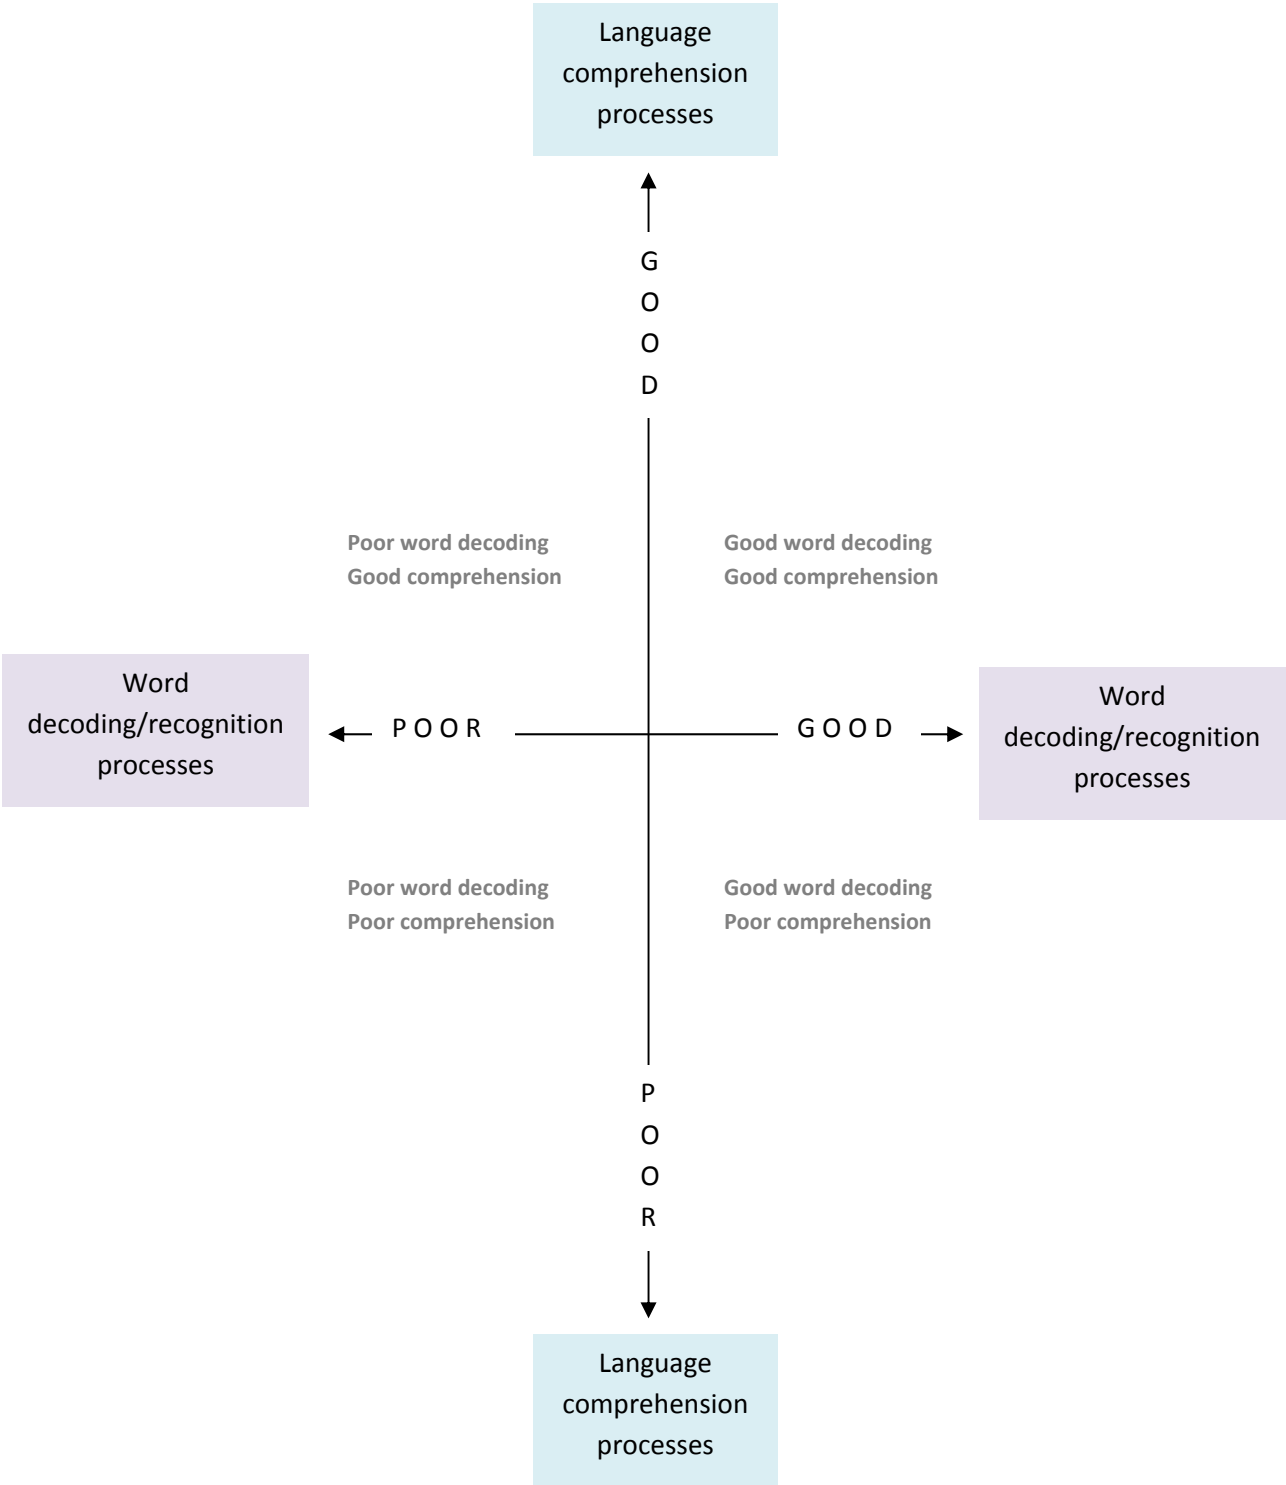 Language
comprehension
processes
G
O
O
D
Poor word decoding
Good comprehension
Good word decoding
Good comprehension
Word
decoding/recognition
processes
P O O R
G O O D
Word
decoding/recognition
processes
Poor word decoding
Poor comprehension
Good word decoding
Poor comprehension
P
O
O
R
Language
comprehension
processes